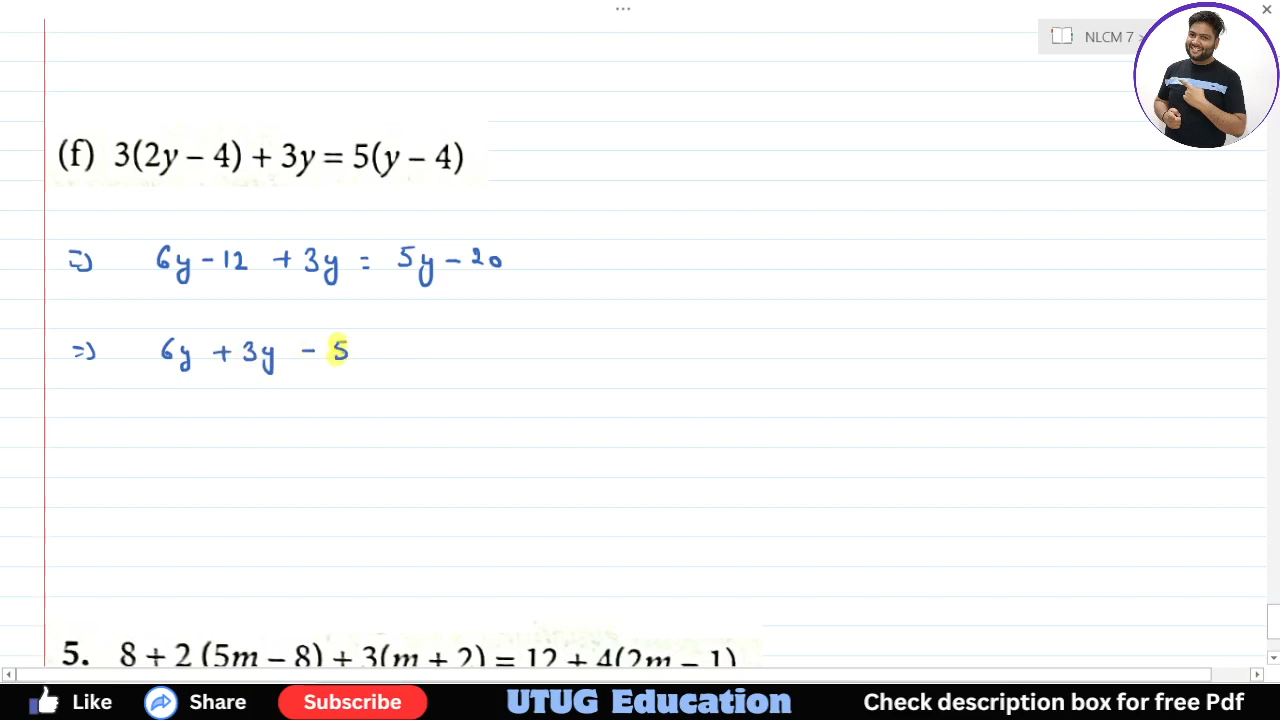 ...
NLCM 7 >
(f) 3(2y – 4) + 3y = 5(y – 4)
=> 6y - 12 + 3y = 5y - 20
=> 6y + 3y - 5
5. 8 + 2 (5m – 8) + 3(m + 2) = 12 + 4(2m – 1)
Like Share Subscribe UTUG Education Check description box for free Pdf